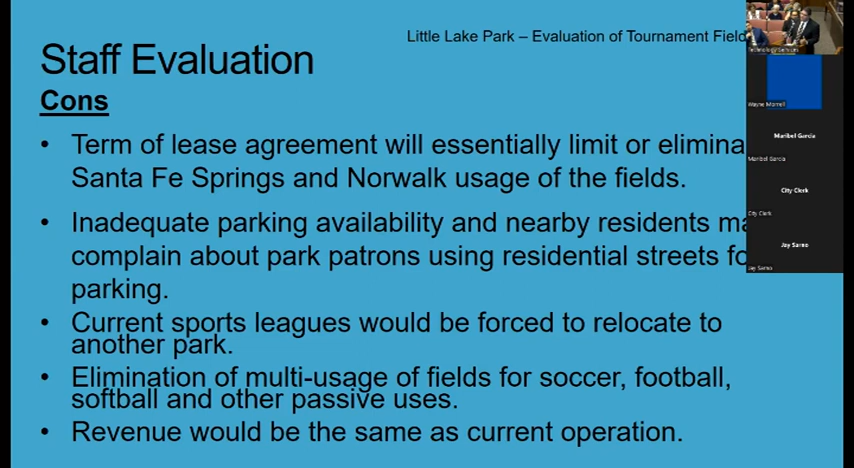 Little Lake Park – Evaluation of Tournament Field
Staff Evaluation
Cons
• Term of lease agreement will essentially limit or
Santa Fe Springs and Norwalk usage of the fields.
• Inadequate parking availability and nearby residents
complain about park patrons using residential streets
parking.
• Current sports leagues would be forced to relocate to
another park.
• Elimination of multi-usage of fields for soccer, football,
softball and other passive uses.
• Revenue would be the same as current operation.
Technology Services
Wayne Morrell
Maribel Garcia
Maribel Garcia
City Clerk
City Clerk
Jay Sarno
Jay Sarno